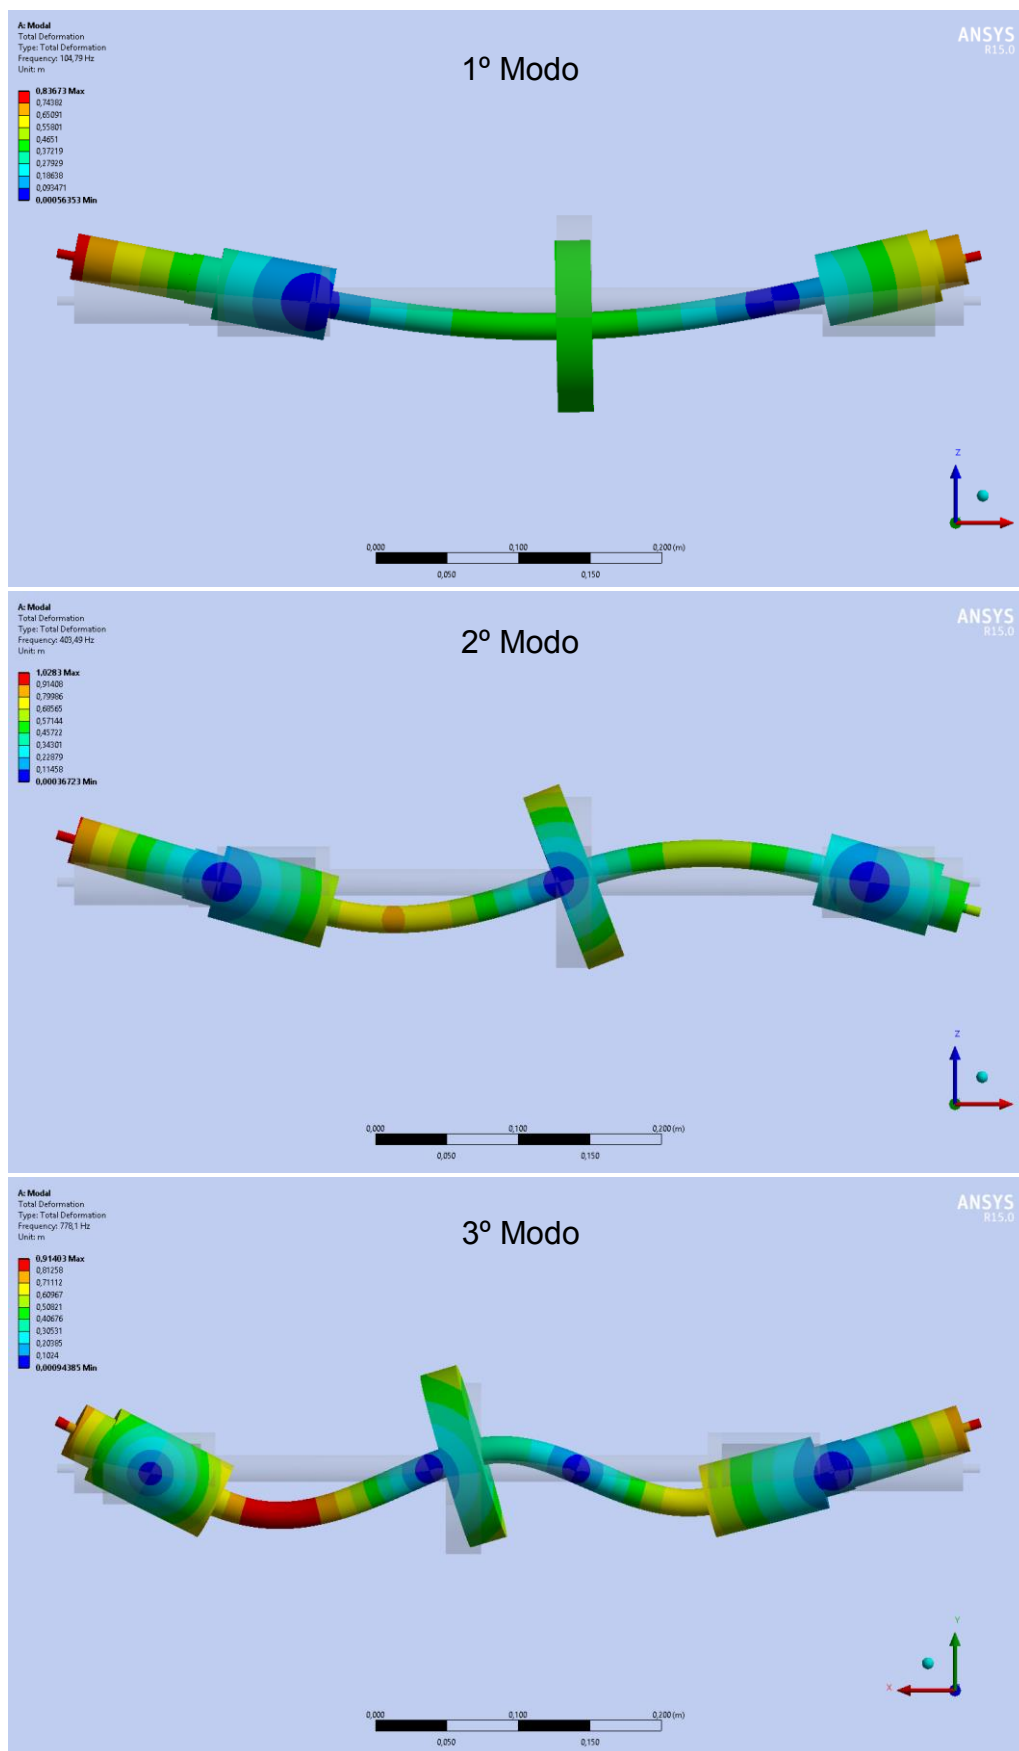 A: Modal
Total Deformation
Type: Total Deformation
Frequency: 104,79 Hz
Unit: m
ANSYS
R15.0
1º Modo
0,83673 Max
0,74382
0,65091
0,55801
0,4651
0,37219
0,27929
0,18638
0,093471
0,00056353 Min
Z
0,000 0,100 0,200 (m)
0,050 0,150
A: Modal
Total Deformation
Type: Total Deformation
Frequency: 403,49 Hz
Unit: m
ANSYS
R15.0
2º Modo
1,0283 Max
0,91408
0,79986
0,68565
0,57144
0,45722
0,34301
0,22879
0,11458
0,00036723 Min
Z
0,000 0,100 0,200 (m)
0,050 0,150
A: Modal
Total Deformation
Type: Total Deformation
Frequency: 778,1 Hz
Unit: m
ANSYS
R15.0
3º Modo
0,91403 Max
0,81258
0,71112
0,60967
0,50821
0,40676
0,30531
0,20385
0,1024
0,00094385 Min
Y
X
0,000 0,100 0,200 (m)
0,050 0,150